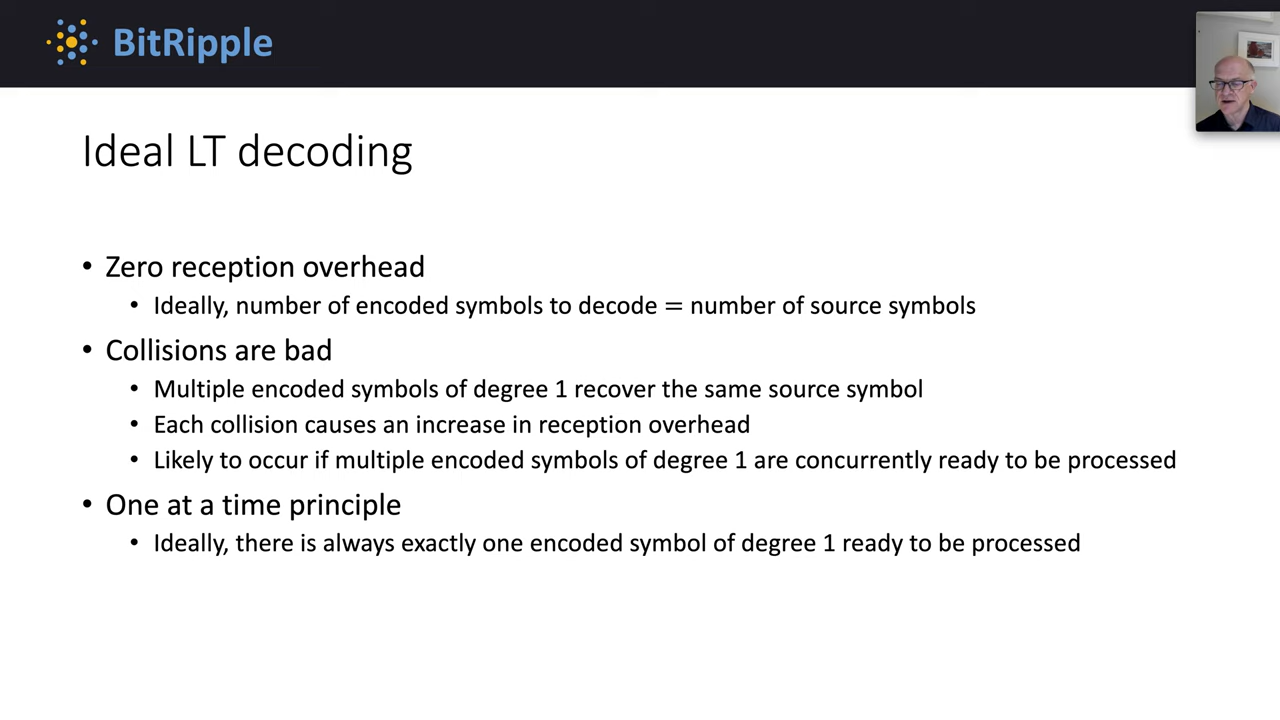 BitRipple
Ideal LT decoding
• Zero reception overhead
• Ideally, number of encoded symbols to decode = number of source symbols
• Collisions are bad
• Multiple encoded symbols of degree 1 recover the same source symbol
• Each collision causes an increase in reception overhead
• Likely to occur if multiple encoded symbols of degree 1 are concurrently ready to be processed
• One at a time principle
• Ideally, there is always exactly one encoded symbol of degree 1 ready to be processed